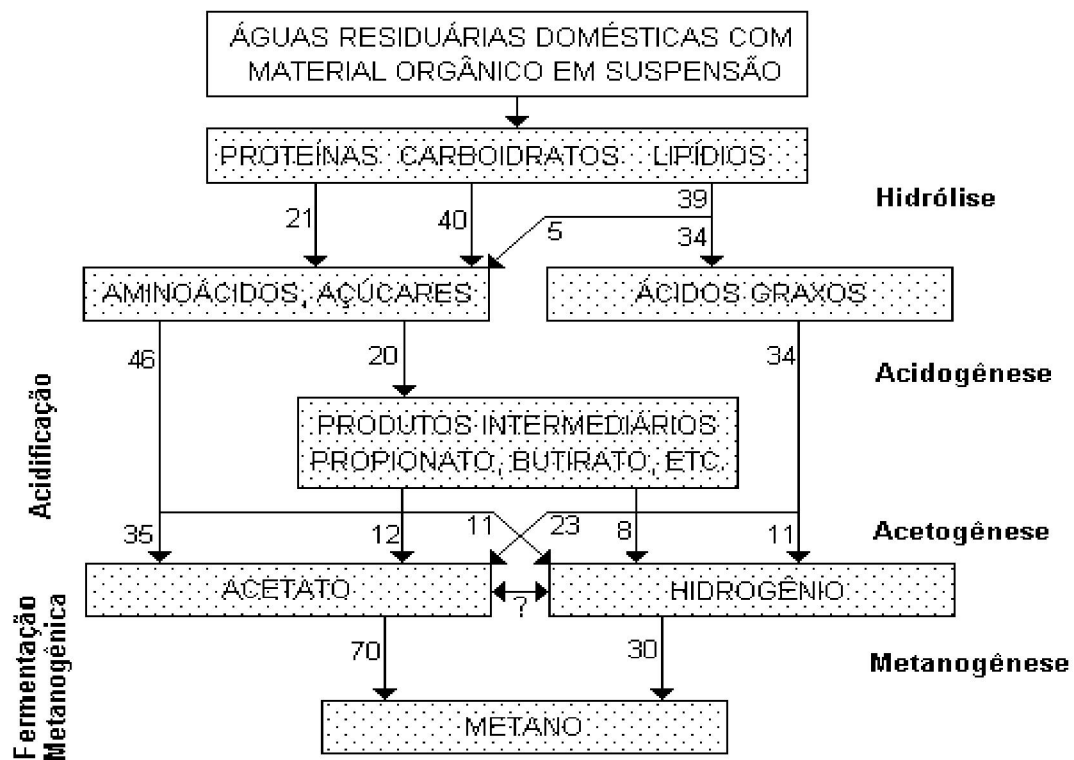 ÁGUAS RESIDUÁRIAS DOMÉSTICAS COM
MATERIAL ORGÂNICO EM SUSPENSÃO
PROTEÍNAS CARBOIDRATOS LIPÍDIOS
Hidrólise
21
40
39
5
34
AMINOÁCIDOS, AÇÚCARES
ÁCIDOS GRAXOS
46
20
34
Acidogênese
Acidificação
PRODUTOS INTERMEDIÁRIOS
PROPIONATO, BUTIRATO, ETC.
35
12
11
23
8
11
Acetogênese
ACETATO
?
HIDROGÊNIO
Fermentação
Metanogênica
70
30
Metanogênese
METANO